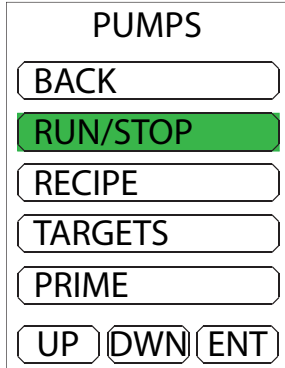 PUMPS
BACK
RUN/STOP
RECIPE
TARGETS
PRIME
UP DWN ENT